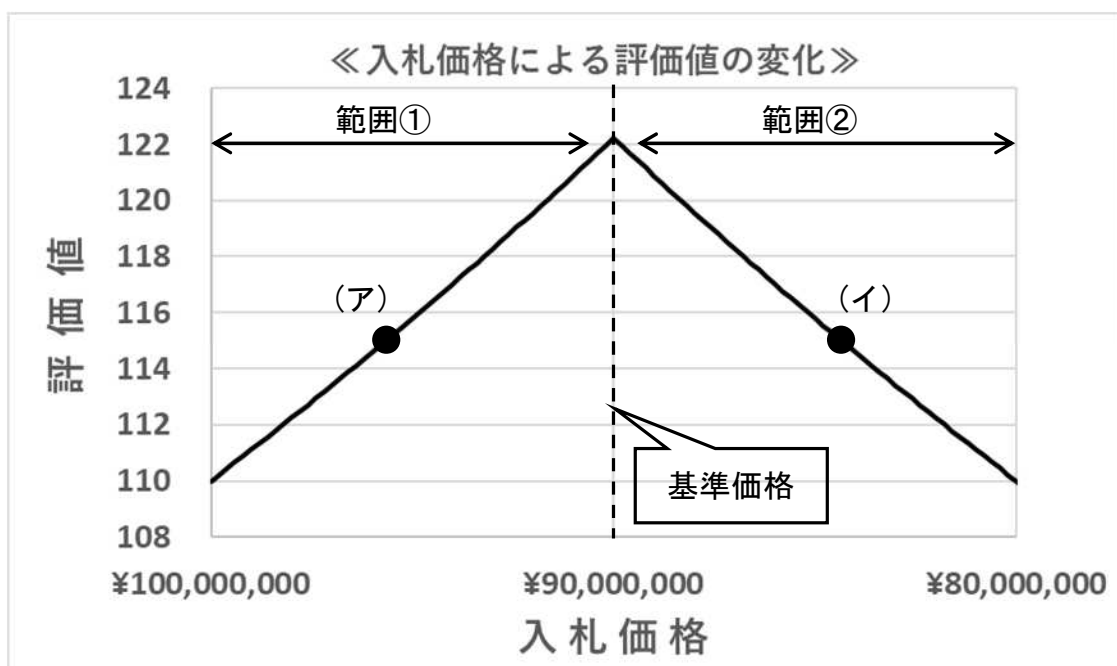 ≪入札価格による評価値の変化≫
124
122
120
118
116
114
112
110
108
評価値
範囲①
範囲②
(ア)
(イ)
基準価格
¥100,000,000
¥90,000,000
¥80,000,000
入札価格